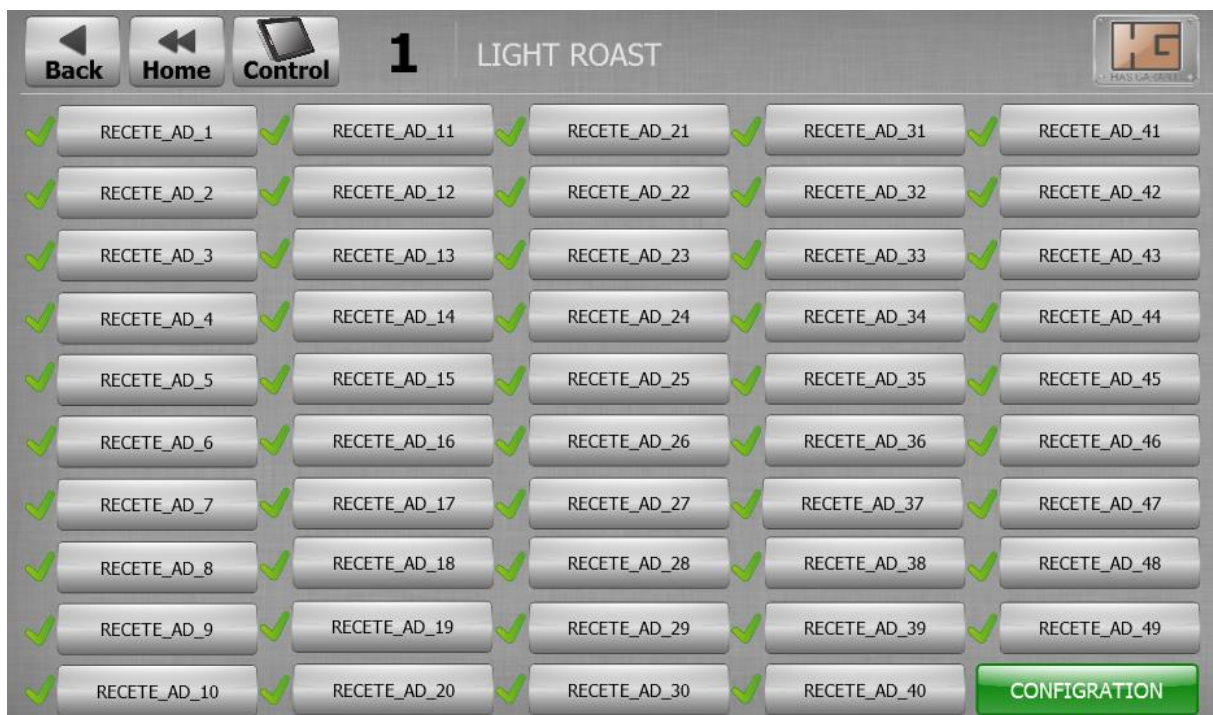 Back Home Control 1 LIGHT ROAST
HAS GARANTI
RECETE_AD_1 RECETE_AD_11 RECETE_AD_21 RECETE_AD_31 RECETE_AD_41
RECETE_AD_2 RECETE_AD_12 RECETE_AD_22 RECETE_AD_32 RECETE_AD_42
RECETE_AD_3 RECETE_AD_13 RECETE_AD_23 RECETE_AD_33 RECETE_AD_43
RECETE_AD_4 RECETE_AD_14 RECETE_AD_24 RECETE_AD_34 RECETE_AD_44
RECETE_AD_5 RECETE_AD_15 RECETE_AD_25 RECETE_AD_35 RECETE_AD_45
RECETE_AD_6 RECETE_AD_16 RECETE_AD_26 RECETE_AD_36 RECETE_AD_46
RECETE_AD_7 RECETE_AD_17 RECETE_AD_27 RECETE_AD_37 RECETE_AD_47
RECETE_AD_8 RECETE_AD_18 RECETE_AD_28 RECETE_AD_38 RECETE_AD_48
RECETE_AD_9 RECETE_AD_19 RECETE_AD_29 RECETE_AD_39 RECETE_AD_49
RECETE_AD_10 RECETE_AD_20 RECETE_AD_30 RECETE_AD_40 CONFIGRATION